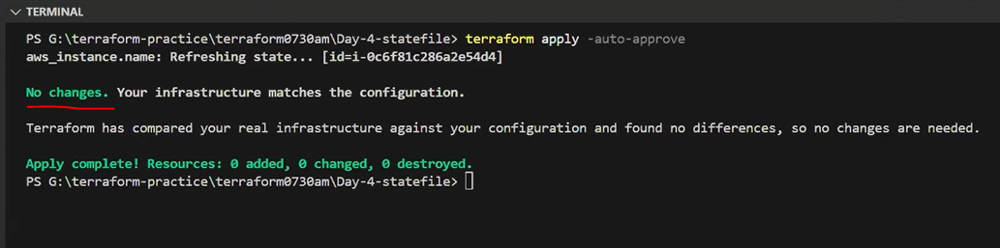 TERMINAL
PS G:\terraform-practice\terraform0730am\Day-4-statefile> terraform apply -auto-approve
aws_instance.name: Refreshing state... [id=i-0c6f81c286a2e54d4]
No changes. Your infrastructure matches the configuration.
Terraform has compared your real infrastructure against your configuration and found no differences, so no changes are needed.
Apply complete! Resources: 0 added, 0 changed, 0 destroyed.
PS G:\terraform-practice\terraform0730am\Day-4-statefile>